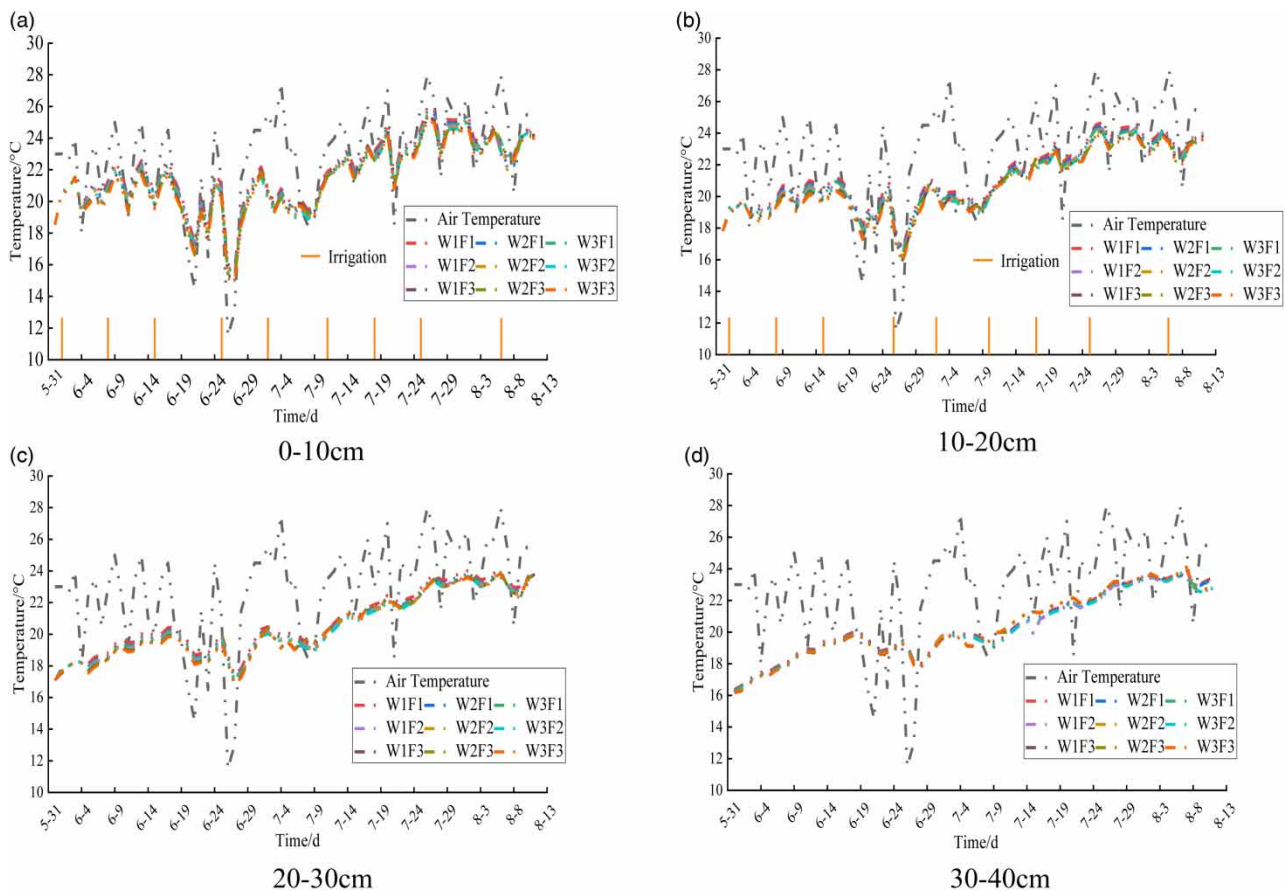 (a)
30
28
26
24
22
20
18
16
14
12
10
Temperature/°C
Air Temperature
W1F1 W2F1 W3F1
W1F2 W2F2 W3F2
W1F3 W2F3 W3F3
Irrigation
5-31 6-4 6-9 6-14 6-19 6-24 6-29 7-4 7-9 7-14 7-19 7-24 7-29 8-3 8-8 8-13
Time/d
0-10cm
(b)
30
28
26
24
22
20
18
16
14
12
10
Temperature/°C
Air Temperature
W1F1 W2F1 W3F1
W1F2 W2F2 W3F2
W1F3 W2F3 W3F3
Irrigation
5-31 6-4 6-9 6-14 6-19 6-24 6-29 7-4 7-9 7-14 7-19 7-24 7-29 8-3 8-8 8-13
Time/d
10-20cm
(c)
30
28
26
24
22
20
18
16
14
12
10
Temperature/°C
Air Temperature
W1F1 W2F1 W3F1
W1F2 W2F2 W3F2
W1F3 W2F3 W3F3
5-31 6-4 6-9 6-14 6-19 6-24 6-29 7-4 7-9 7-14 7-19 7-24 7-29 8-3 8-8 8-13
Time/d
20-30cm
(d)
30
28
26
24
22
20
18
16
14
12
10
Temperature/°C
Air Temperature
W1F1 W2F1 W3F1
W1F2 W2F2 W3F2
W1F3 W2F3 W3F3
5-31 6-4 6-9 6-14 6-19 6-24 6-29 7-4 7-9 7-14 7-19 7-24 7-29 8-3 8-8 8-13
Time/d
30-40cm